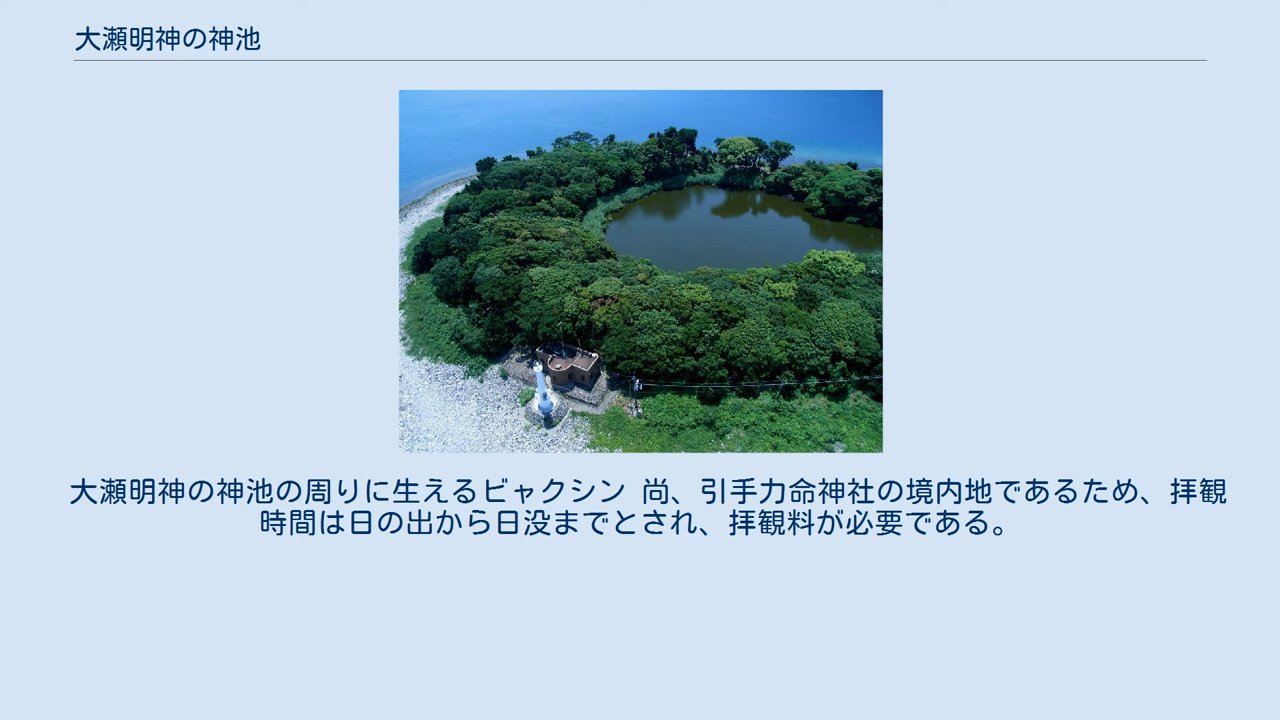 大瀬明神の神池
大瀬明神の神池の周りに生えるビャクシン 尚、引手力命神社の境内地であるため、拝観
時間は日の出から日没までとされ、拝観料が必要である。